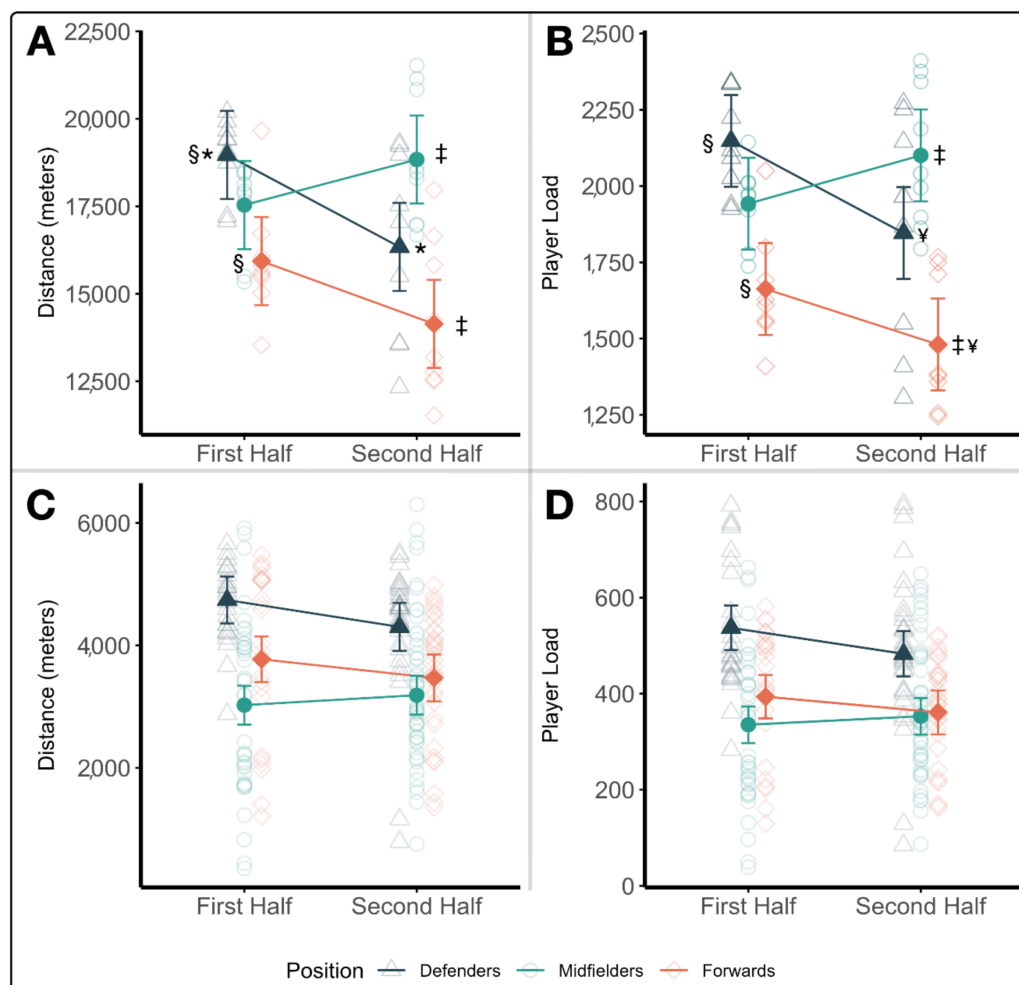 A
B
22,500
20,000
17,500
15,000
12,500
Distance (meters)
§*
§
‡
*
‡
First Half Second Half
2,500
2,250
2,000
1,750
1,500
1,250
Player Load
§
§
‡
¥
‡¥
First Half Second Half
C
D
6,000
4,000
2,000
Distance (meters)
First Half Second Half
800
600
400
200
0
Player Load
First Half Second Half
Position Defenders Midfielders Forwards